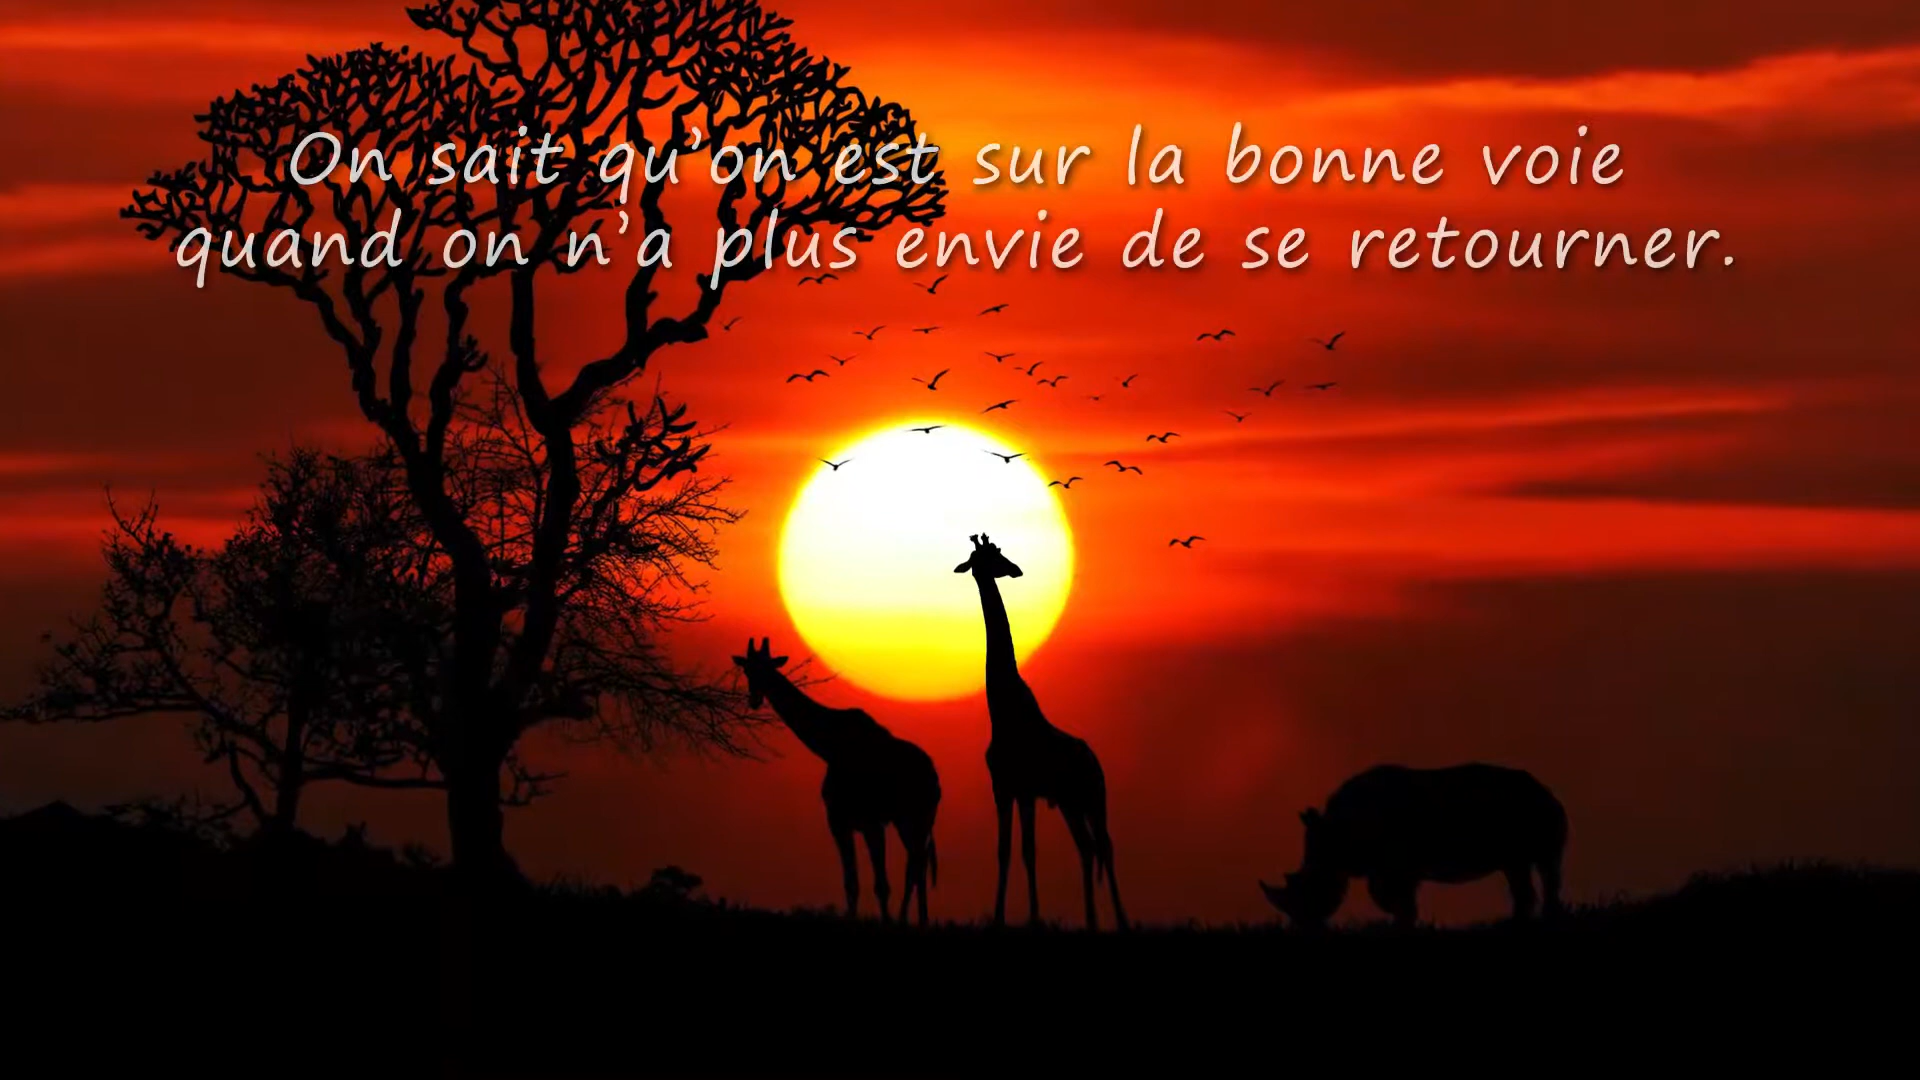 On sait qu’on est sur la bonne voie
quand on n’a plus envie de se retourner.